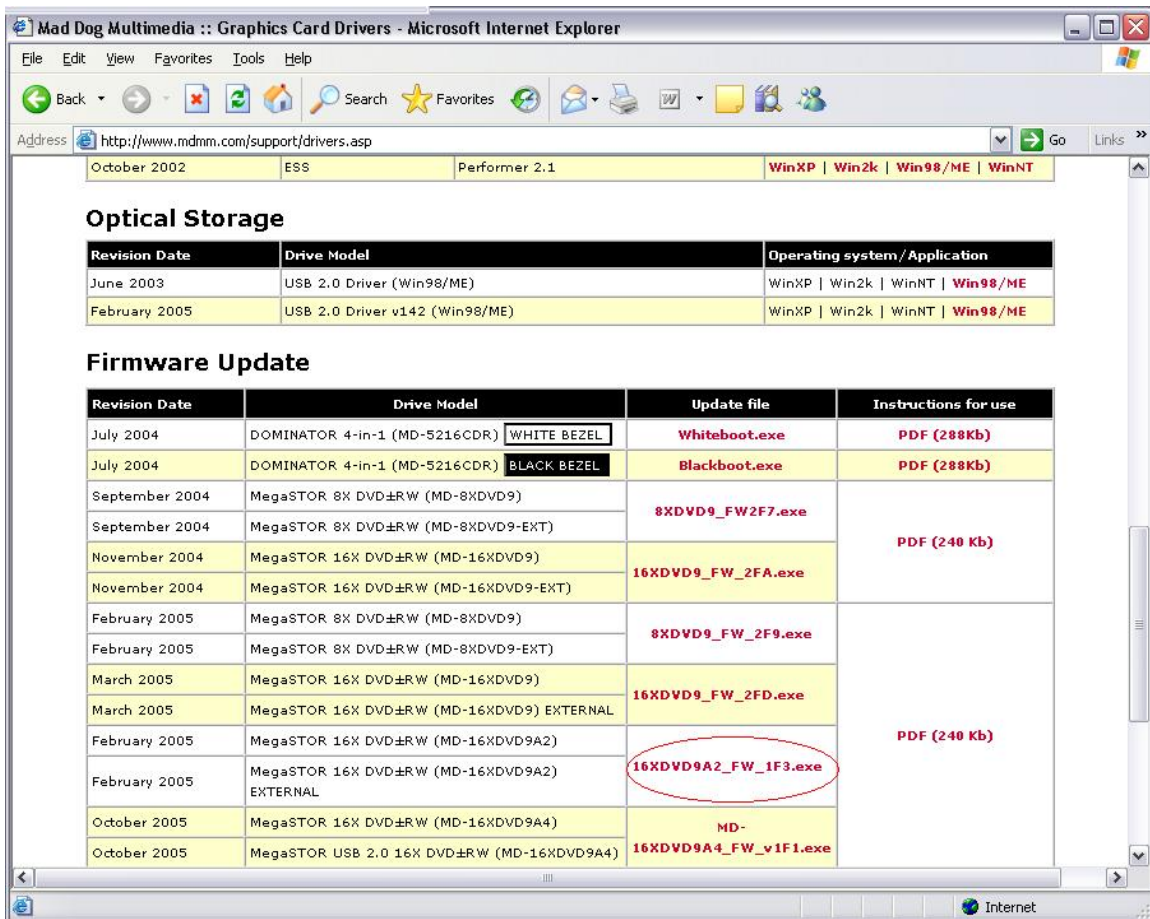 Mad Dog Multimedia :: Graphics Card Drivers - Microsoft Internet Explorer
File Edit View Favorites Tools Help
Back Search Favorites
Address http://www.mdmm.com/support/drivers.asp Go Links »
October 2002 ESS Performer 2.1 WinXP | Win2k | Win98/ME | WinNT
Optical Storage
Revision Date Drive Model Operating system/Application
June 2003 USB 2.0 Driver (Win98/ME) WinXP | Win2k | WinNT | Win98/ME
February 2005 USB 2.0 Driver v142 (Win98/ME) WinXP | Win2k | WinNT | Win98/ME
Firmware Update
Revision Date Drive Model Update file Instructions for use
July 2004 DOMINATOR 4-in-1 (MD-5216CDR) WHITE BEZEL Whiteboot.exe PDF (288Kb)
July 2004 DOMINATOR 4-in-1 (MD-5216CDR) BLACK BEZEL Blackboot.exe PDF (288Kb)
September 2004 MegaSTOR 8X DVD±RW (MD-8XDVD9)
8XDVD9_FW2F7.exe
September 2004 MegaSTOR 8X DVD±RW (MD-8XDVD9-EXT)
PDF (240 Kb)
November 2004 MegaSTOR 16X DVD±RW (MD-16XDVD9)
16XDVD9_FW_2FA.exe
November 2004 MegaSTOR 16X DVD±RW (MD-16XDVD9-EXT)
February 2005 MegaSTOR 8X DVD±RW (MD-8XDVD9)
8XDVD9_FW_2F9.exe
February 2005 MegaSTOR 8X DVD±RW (MD-8XDVD9-EXT)
March 2005 MegaSTOR 16X DVD±RW (MD-16XDVD9)
16XDVD9_FW_2FD.exe
March 2005 MegaSTOR 16X DVD±RW (MD-16XDVD9) EXTERNAL
February 2005 MegaSTOR 16X DVD±RW (MD-16XDVD9A2)
PDF (240 Kb)
16XDVD9A2_FW_1F3.exe
February 2005 MegaSTOR 16X DVD±RW (MD-16XDVD9A2)
EXTERNAL
October 2005 MegaSTOR 16X DVD±RW (MD-16XDVD9A4)
MD-
16XDVD9A4_FW_v1F1.exe
October 2005 MegaSTOR USB 2.0 16X DVD±RW (MD-16XDVD9A4)
Internet